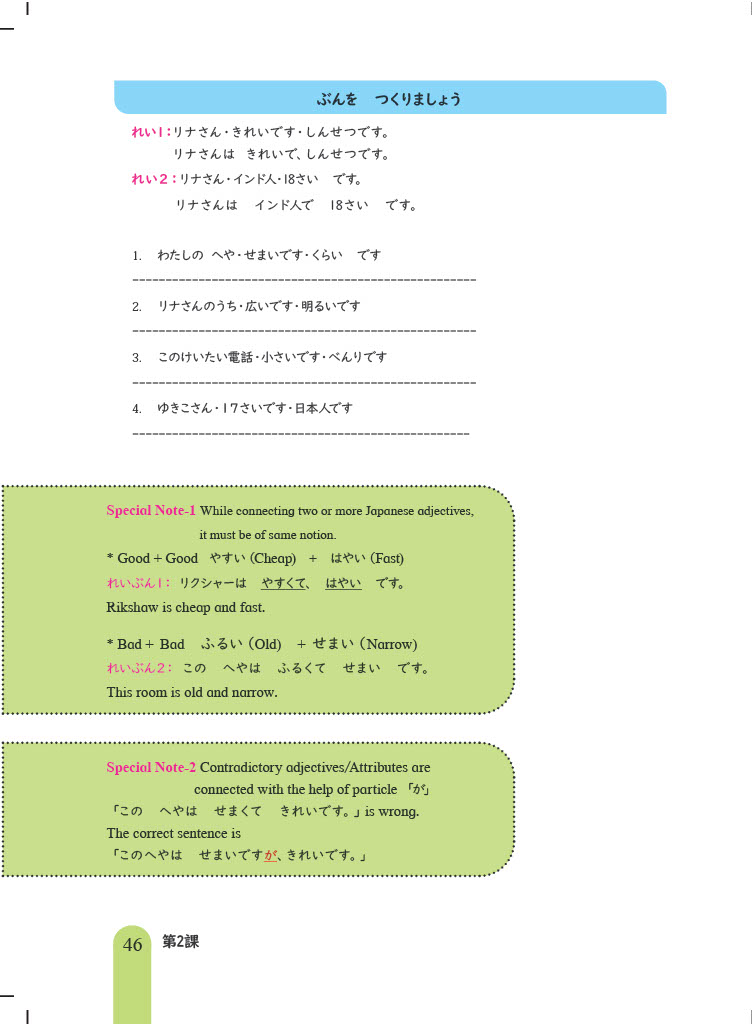 ぶんを つくりましょう
れい1：リナさん・きれいです・しんせつです。
リナさんは きれいで、しんせつです。
れい２：リナさん・インド人・18さい です。
リナさんは インド人で 18さい です。
1. わたしの へや・せまいです・くらい です
----------------------------------------------------
2. リナさんのうち・広いです・明るいです
----------------------------------------------------
3. このけいたい電話・小さいです・べんりです
----------------------------------------------------
4. ゆきこさん・１７さいです・日本人です
---------------------------------------------------
Special Note-1 While connecting two or more Japanese adjectives,
it must be of same notion.
* Good + Good やすい (Cheap) + はやい (Fast)
れいぶん1： リクシャーは やすくて、 はやい です。
Rikshaw is cheap and fast.
* Bad + Bad ふるい（Old) + せまい（Narrow)
れいぶん２： この へやは ふるくて せまい です。
This room is old and narrow.
Special Note-2 Contradictory adjectives/Attributes are
connected with the help of particle 「が」
「この へやは せまくて きれいです。」is wrong.
The correct sentence is
「このへやは せまいですが、きれいです。」
46 第2課